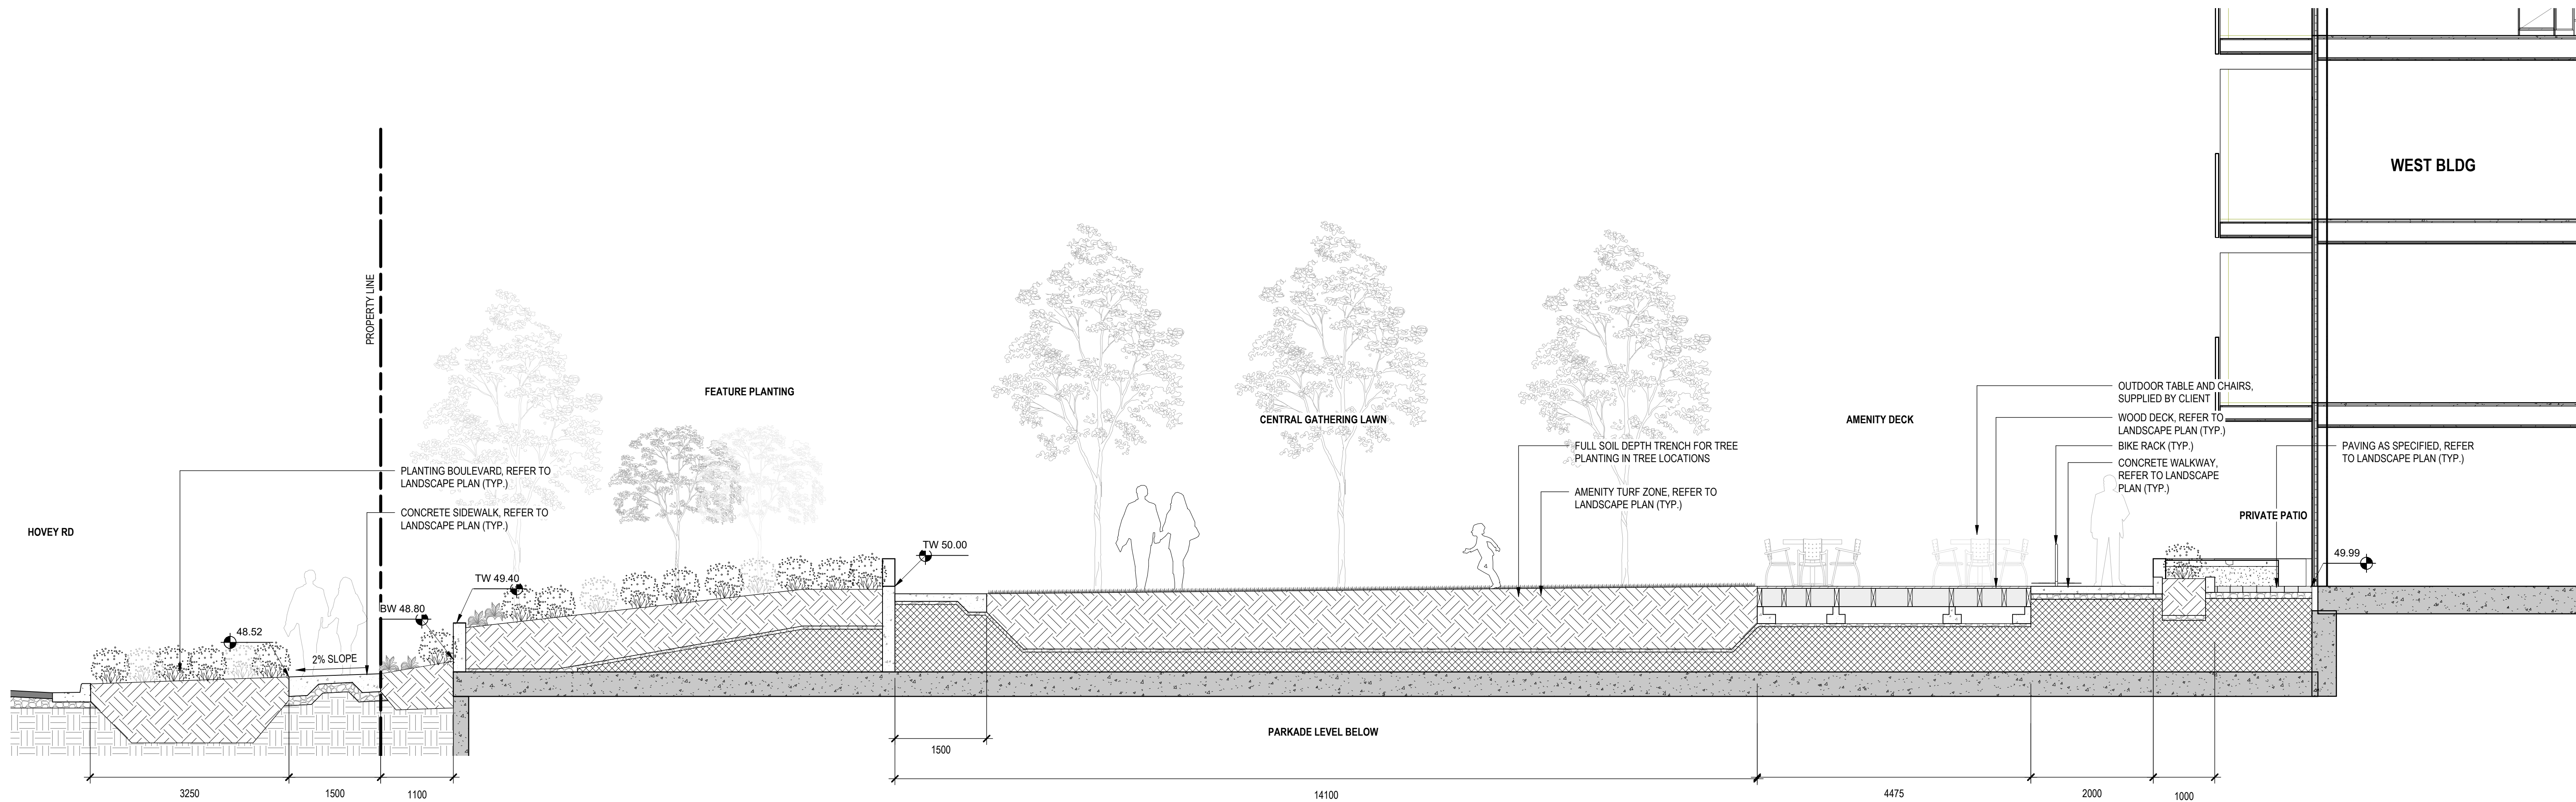 WEST BLDG
PROPERTY LINE
FEATURE PLANTING
CENTRAL GATHERING LAWN
AMENITY DECK
OUTDOOR TABLE AND CHAIRS,
SUPPLIED BY CLIENT
WOOD DECK, REFER TO
LANDSCAPE PLAN (TYP.)
BIKE RACK (TYP.)
CONCRETE WALKWAY,
REFER TO LANDSCAPE
PLAN (TYP.)
PAVING AS SPECIFIED, REFER
TO LANDSCAPE PLAN (TYP.)
FULL SOIL DEPTH TRENCH FOR TREE
PLANTING IN TREE LOCATIONS
AMENITY TURF ZONE, REFER TO
LANDSCAPE PLAN (TYP.)
PLANTING BOULEVARD, REFER TO
LANDSCAPE PLAN (TYP.)
CONCRETE SIDEWALK, REFER TO
LANDSCAPE PLAN (TYP.)
HOVEY RD
PRIVATE PATIO
TW 50.00
49.99
TW 49.40
BW 48.80
48.52
2% SLOPE
PARKADE LEVEL BELOW
1500
3250
1500
1100
14100
4475
2000
1000